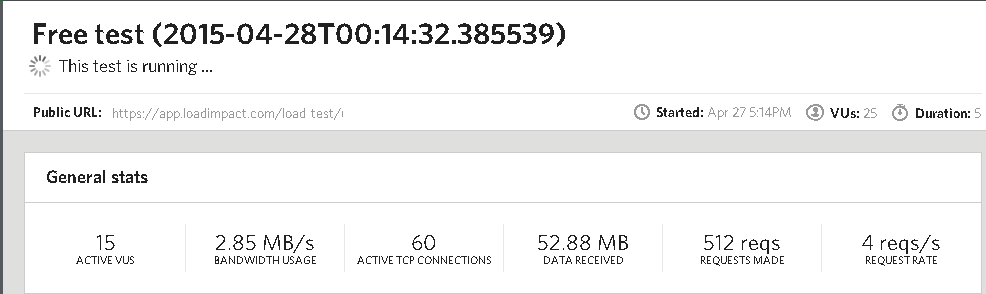 Free test (2015-04-28T00:14:32.385539)
This test is running ...
Public URL: https://app.loadimpact.com/load test/ Started: Apr 27 5:14PM VUs: 25 Duration: 5
General stats
15 2.85 MB/s 60 52.88 MB 512 reqs 4 reqs/s
ACTIVE VUS BANDWIDTH USAGE ACTIVE TCP CONNECTIONS DATA RECEIVED REQUESTS MADE REQUEST RATE